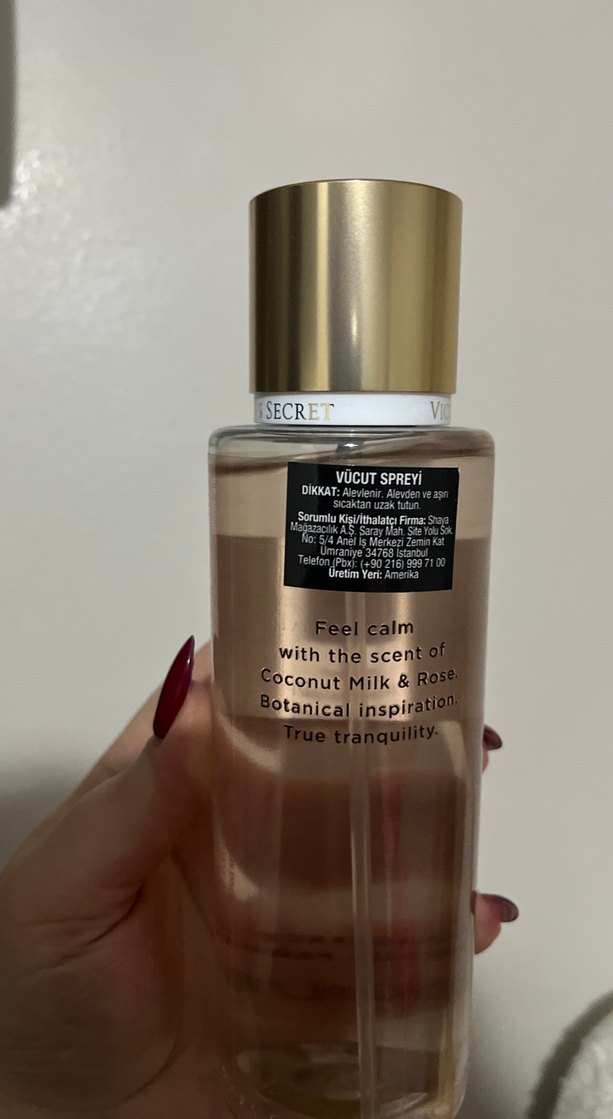 S SECRET VICT
VÜCUT SPREYİ
DİKKAT: Alevlenir. Alevden ve aşırı
sıcaktan uzak tutun.
Sorumlu Kişi/İthalatçı Firma: Shaya
Mağazacılık A.Ş. Saray Mah. Site Yolu Sok.
No: 5/4 Anel İş Merkezi Zemin Kat
Ümraniye 34768 İstanbul
Telefon (Pbx): (+90 216) 999 71 00
Üretim Yeri: Amerika
Feel calm
with the scent of
Coconut Milk & Rose.
Botanical inspiration.
True tranquility.